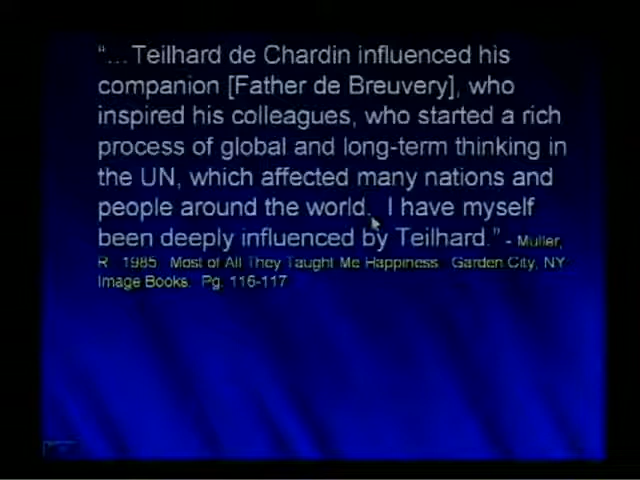 “...Teilhard de Chardin influenced his
companion [Father de Breuvery], who
inspired his colleagues, who started a rich
process of global and long-term thinking in
the UN, which affected many nations and
people around the world.  I have myself
been deeply influenced by Teilhard.” - Muller,
R  1985  Most of All They Taught Me Happiness  Garden City, NY
Image Books.  Pg. 116-117